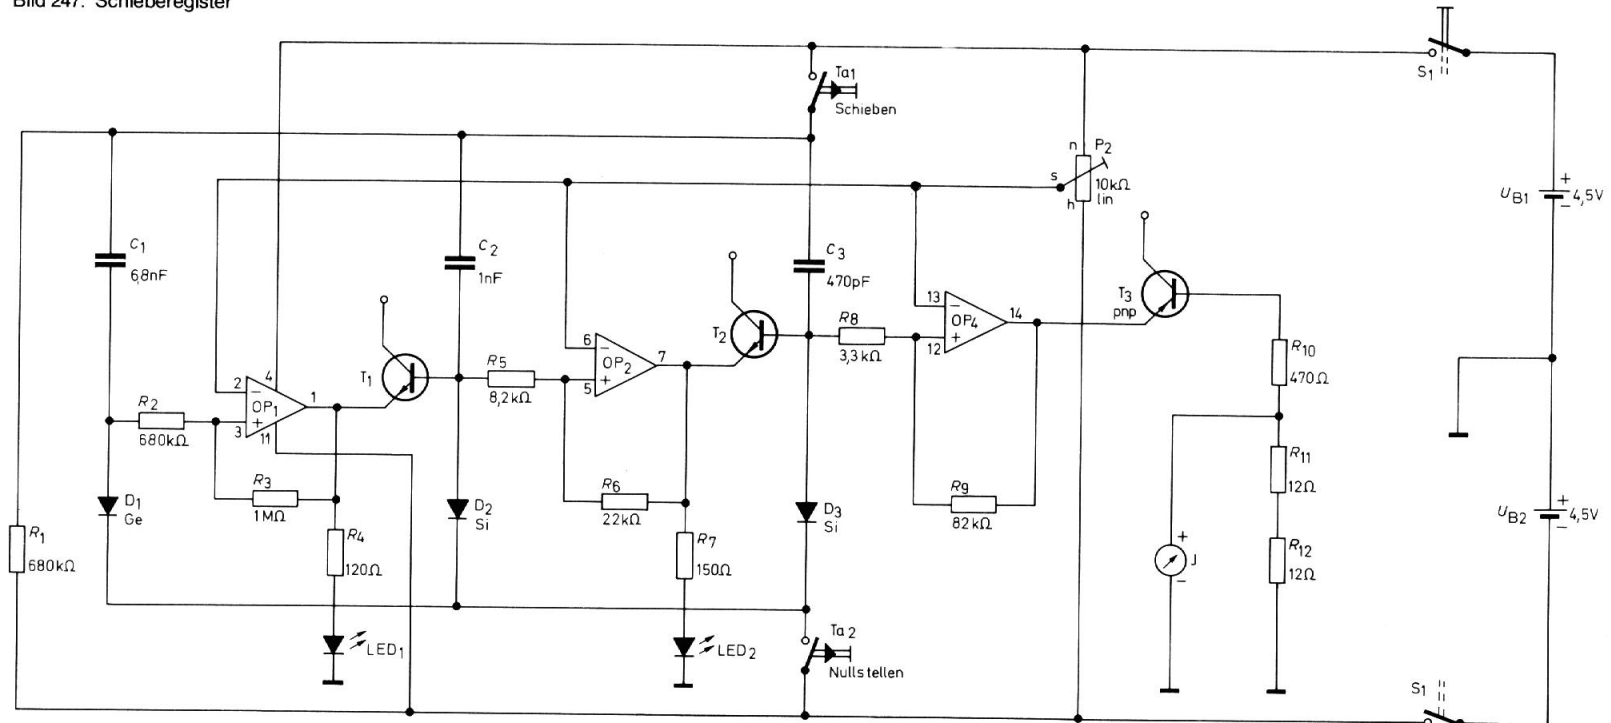 Bild 247: Schieberegister
S1
Ta1
Schieben
n P2
s
10kΩ
lin
h
+
UB1 4,5V
−
C1
6,8nF
C2
1nF
C3
470pF
T1
T2
T3
pnp
R2
680kΩ
2 − 4
OP1 1
+
3 11
R5
8,2kΩ
6 −
OP2 7
+
5
R8
3,3kΩ
13 −
OP4 14
+
12
R10
470Ω
R11
12Ω
R12
12Ω
R3
1MΩ
R6
22kΩ
R9
82kΩ
D1
Ge
D2
Si
D3
Si
R1
680kΩ
R4
120Ω
R7
150Ω
+
J
−
+
UB2 4,5V
−
LED1
LED2
Ta2
Nullstellen
S1